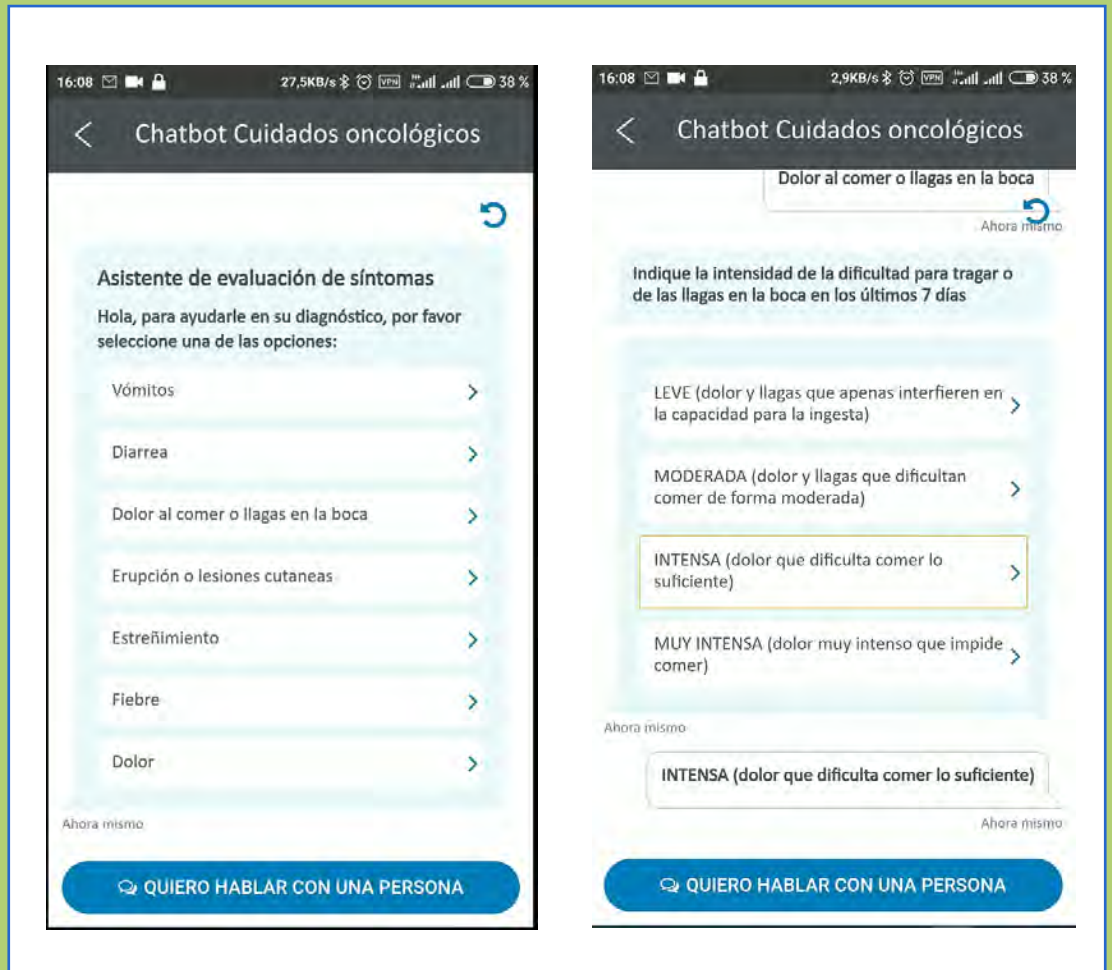 16:08 27,5KB/s VPN 38 %
Chatbot Cuidados oncológicos
Asistente de evaluación de síntomas
Hola, para ayudarle en su diagnóstico, por favor
seleccione una de las opciones:
Vómitos
Diarrea
Dolor al comer o llagas en la boca
Erupción o lesiones cutaneas
Estreñimiento
Fiebre
Dolor
Ahora mismo
QUIERO HABLAR CON UNA PERSONA
16:08 2,9KB/s VPN 38 %
Chatbot Cuidados oncológicos
Dolor al comer o llagas en la boca
Ahora mismo
Indique la intensidad de la dificultad para tragar o
de las llagas en la boca en los últimos 7 días
LEVE (dolor y llagas que apenas interfieren en
la capacidad para la ingesta)
MODERADA (dolor y llagas que dificultan
comer de forma moderada)
INTENSA (dolor que dificulta comer lo
suficiente)
MUY INTENSA (dolor muy intenso que impide
comer)
Ahora mismo
INTENSA (dolor que dificulta comer lo suficiente)
Ahora mismo
QUIERO HABLAR CON UNA PERSONA